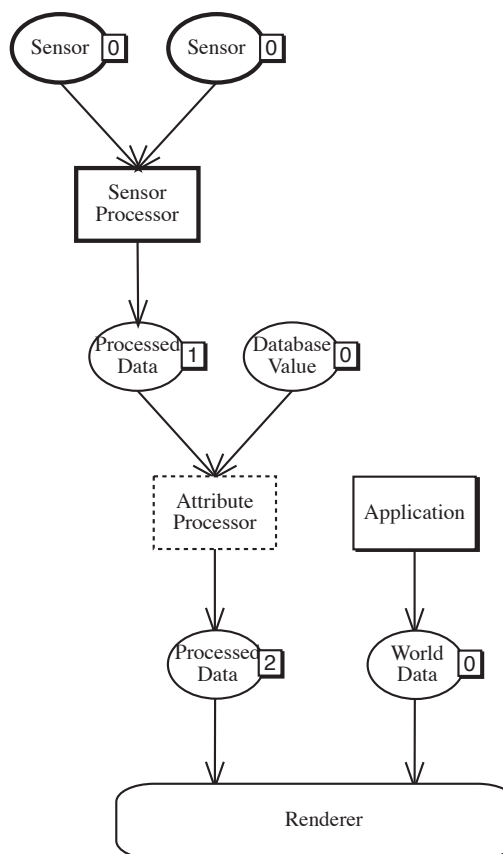 Sensor
0
Sensor
0
Sensor
Processor
Processed
Data
1
Database
Value
0
Attribute
Processor
Application
Processed
Data
2
World
Data
0
Renderer